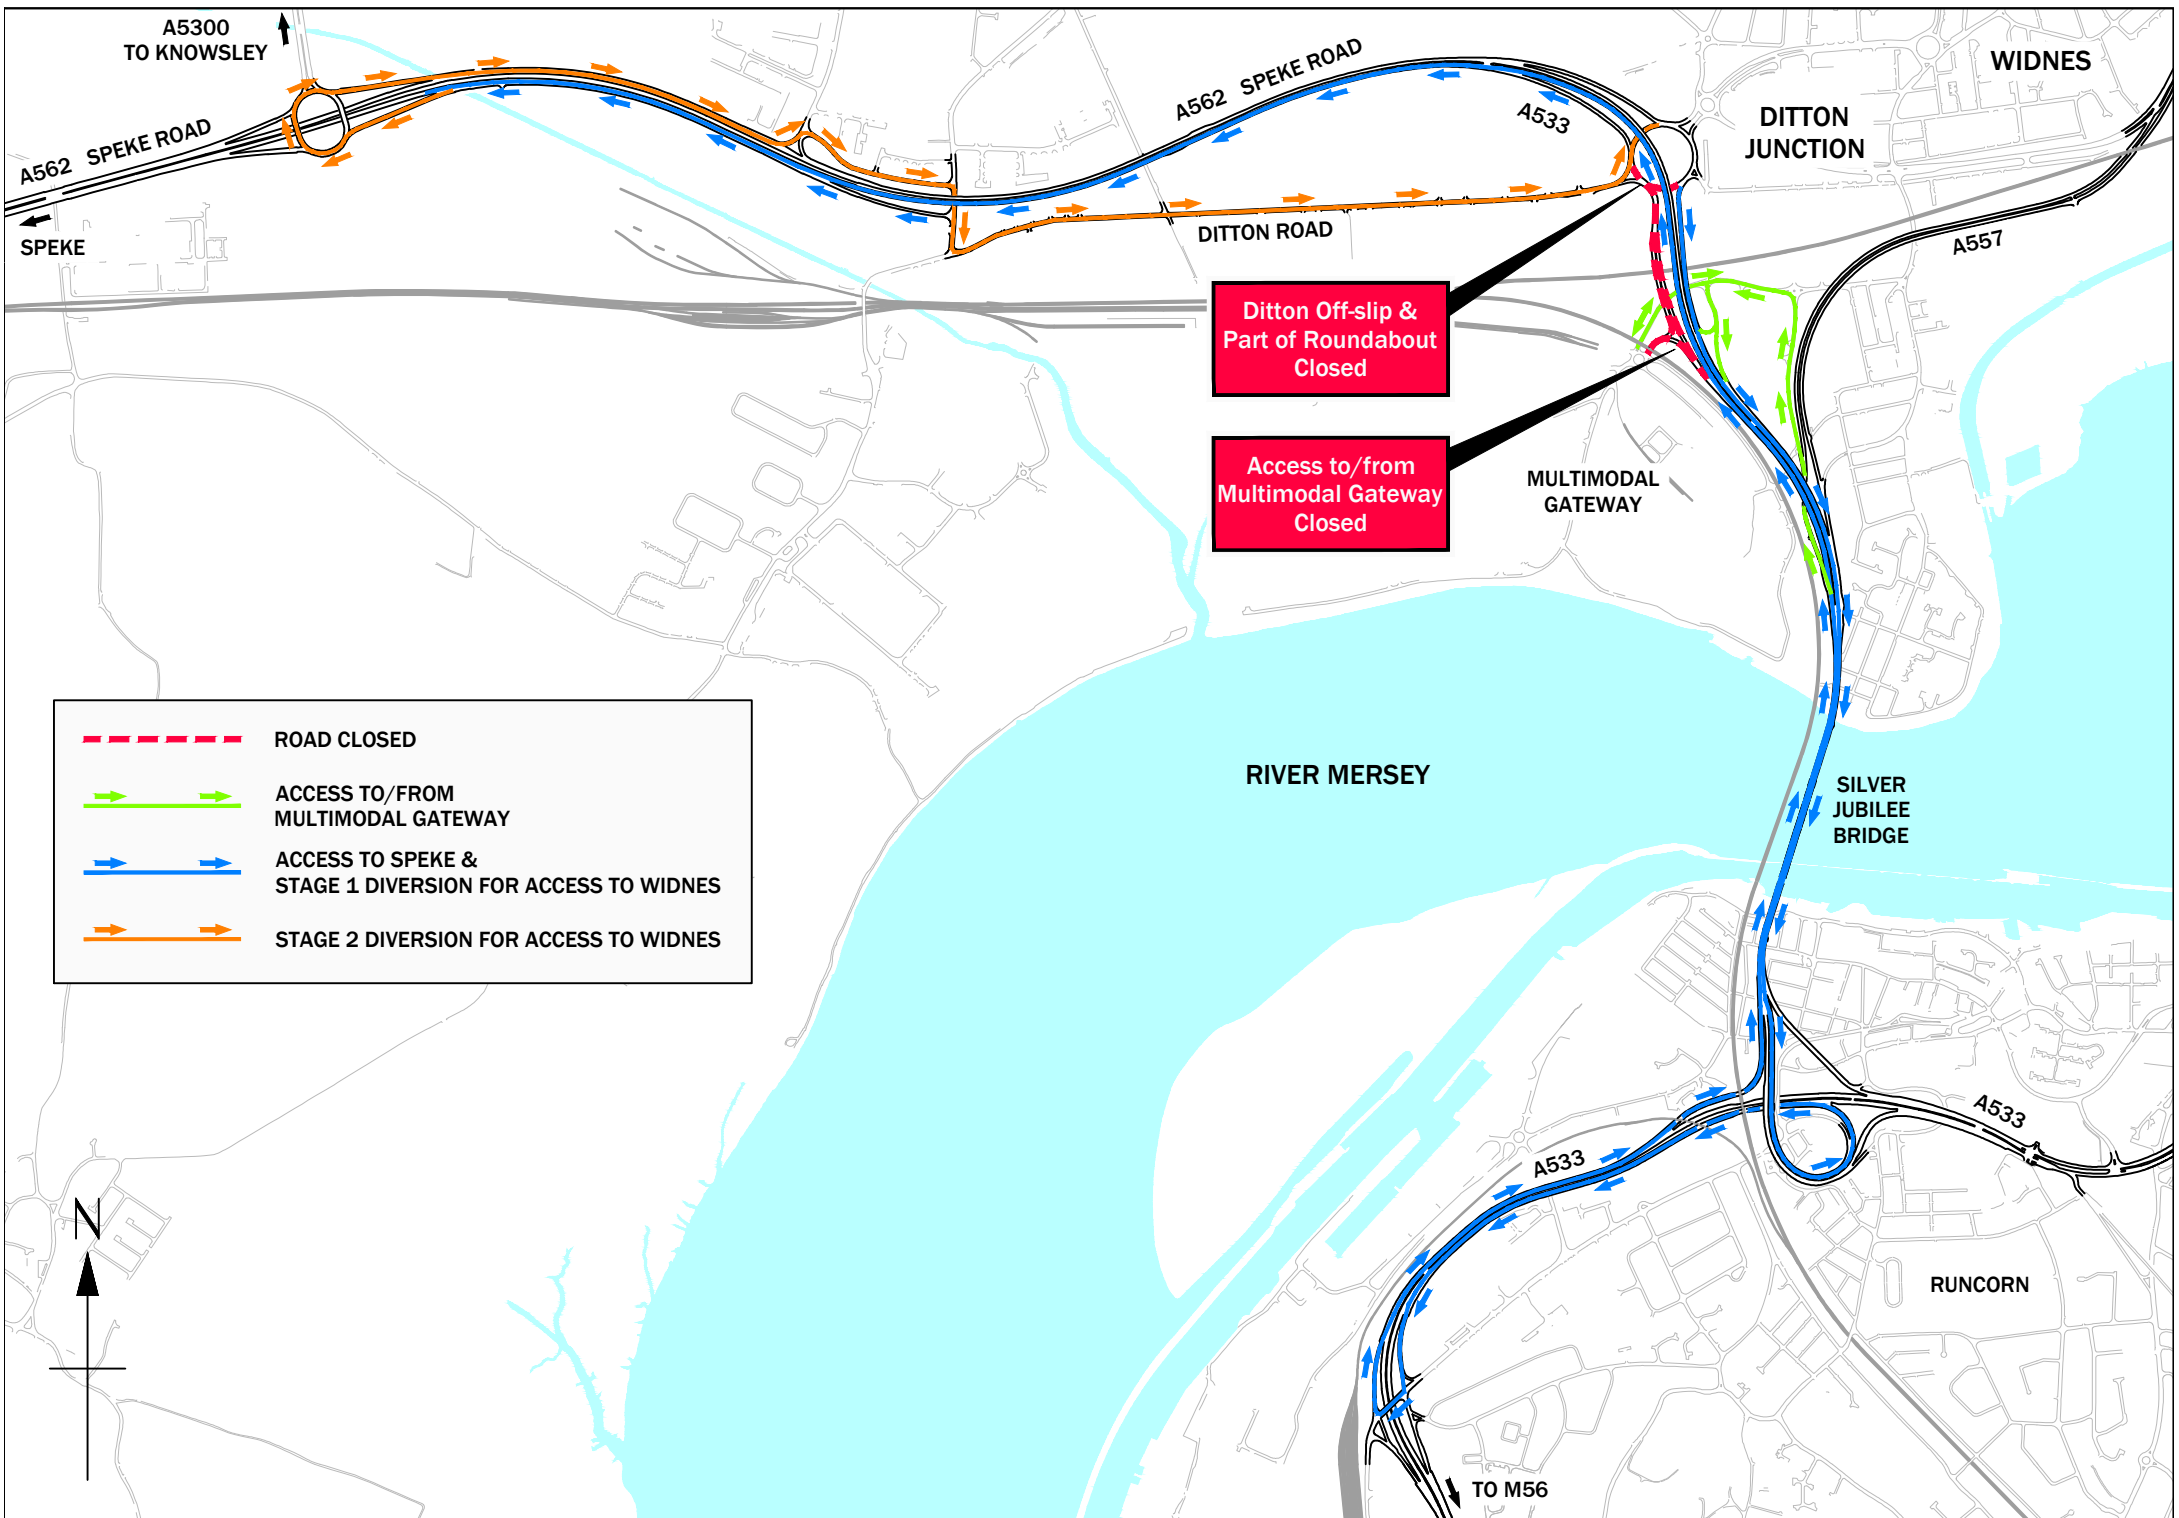 A5300
TO KNOWSLEY
A562 SPEKE ROAD
WIDNES
A533
DITTON
JUNCTION
A562 SPEKE ROAD
SPEKE
DITTON ROAD
A557
Ditton Off-slip &
Part of Roundabout
Closed
Access to/from
Multimodal Gateway
Closed
MULTIMODAL
GATEWAY
ROAD CLOSED
ACCESS TO/FROM
MULTIMODAL GATEWAY
ACCESS TO SPEKE &
STAGE 1 DIVERSION FOR ACCESS TO WIDNES
STAGE 2 DIVERSION FOR ACCESS TO WIDNES
RIVER MERSEY
SILVER
JUBILEE
BRIDGE
A533
A533
N
RUNCORN
TO M56